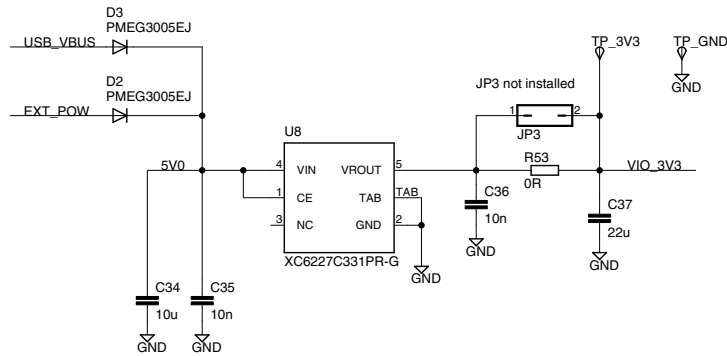 D3
PMEG3005EJ
USB_VBUS
D2
PMEG3005EJ
EXT_POW
TP_3V3
TP_GND
GND
JP3 not installed
1
2
JP3
U8
5V0
4
VIN
VROUT
5
1
CE
TAB
TAB
3
NC
GND
2
XC6227C331PR-G
GND
R53
0R
VIO_3V3
C36
10n
GND
C37
22u
GND
C34
10u
GND
C35
10n
GND